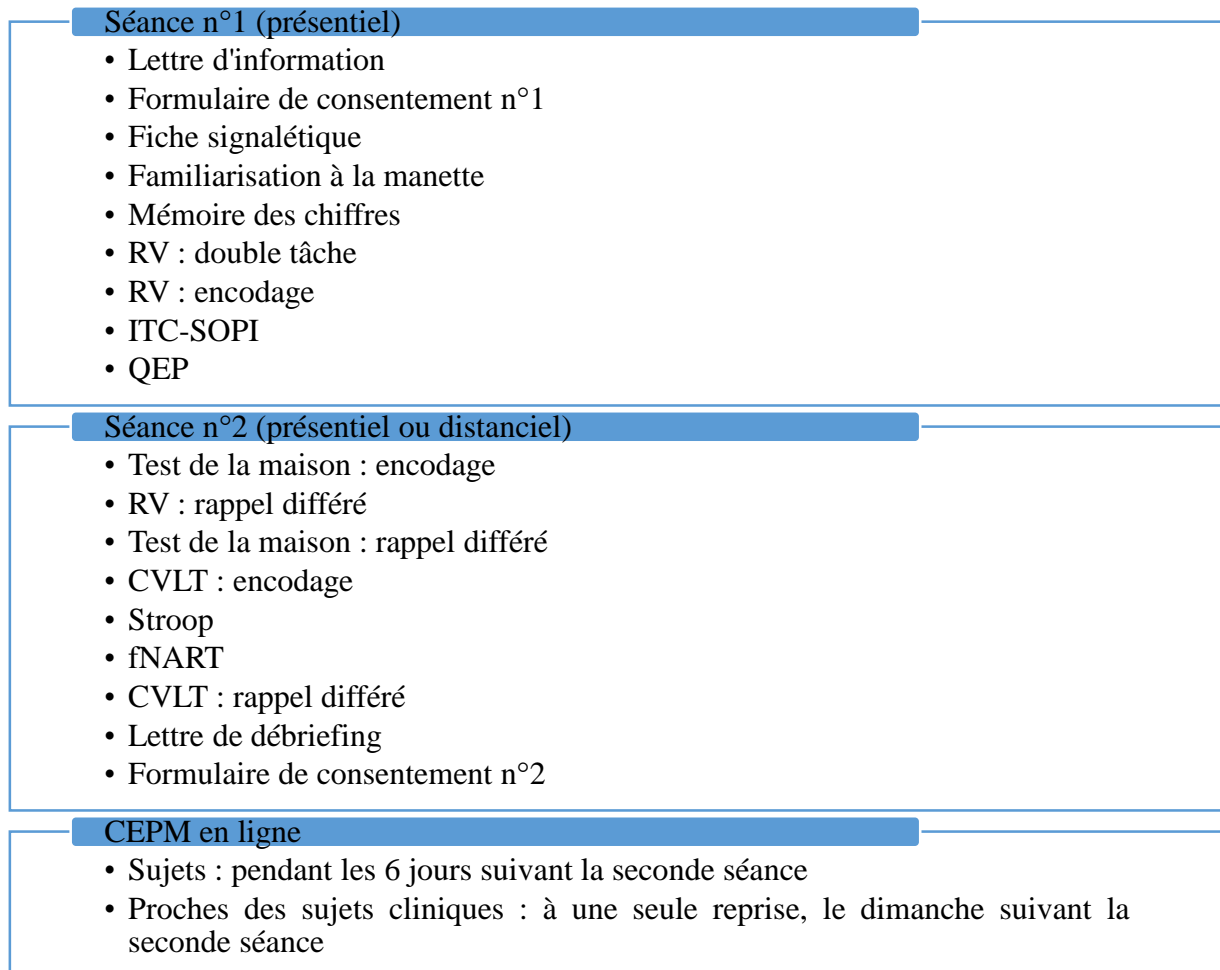 Séance n°1 (présentiel)
• Lettre d'information
• Formulaire de consentement n°1
• Fiche signalétique
• Familiarisation à la manette
• Mémoire des chiffres
• RV : double tâche
• RV : encodage
• ITC-SOPI
• QEP
Séance n°2 (présentiel ou distanciel)
• Test de la maison : encodage
• RV : rappel différé
• Test de la maison : rappel différé
• CVLT : encodage
• Stroop
• fNART
• CVLT : rappel différé
• Lettre de débriefing
• Formulaire de consentement n°2
CEPM en ligne
• Sujets : pendant les 6 jours suivant la seconde séance
• Proches des sujets cliniques : à une seule reprise, le dimanche suivant la
seconde séance